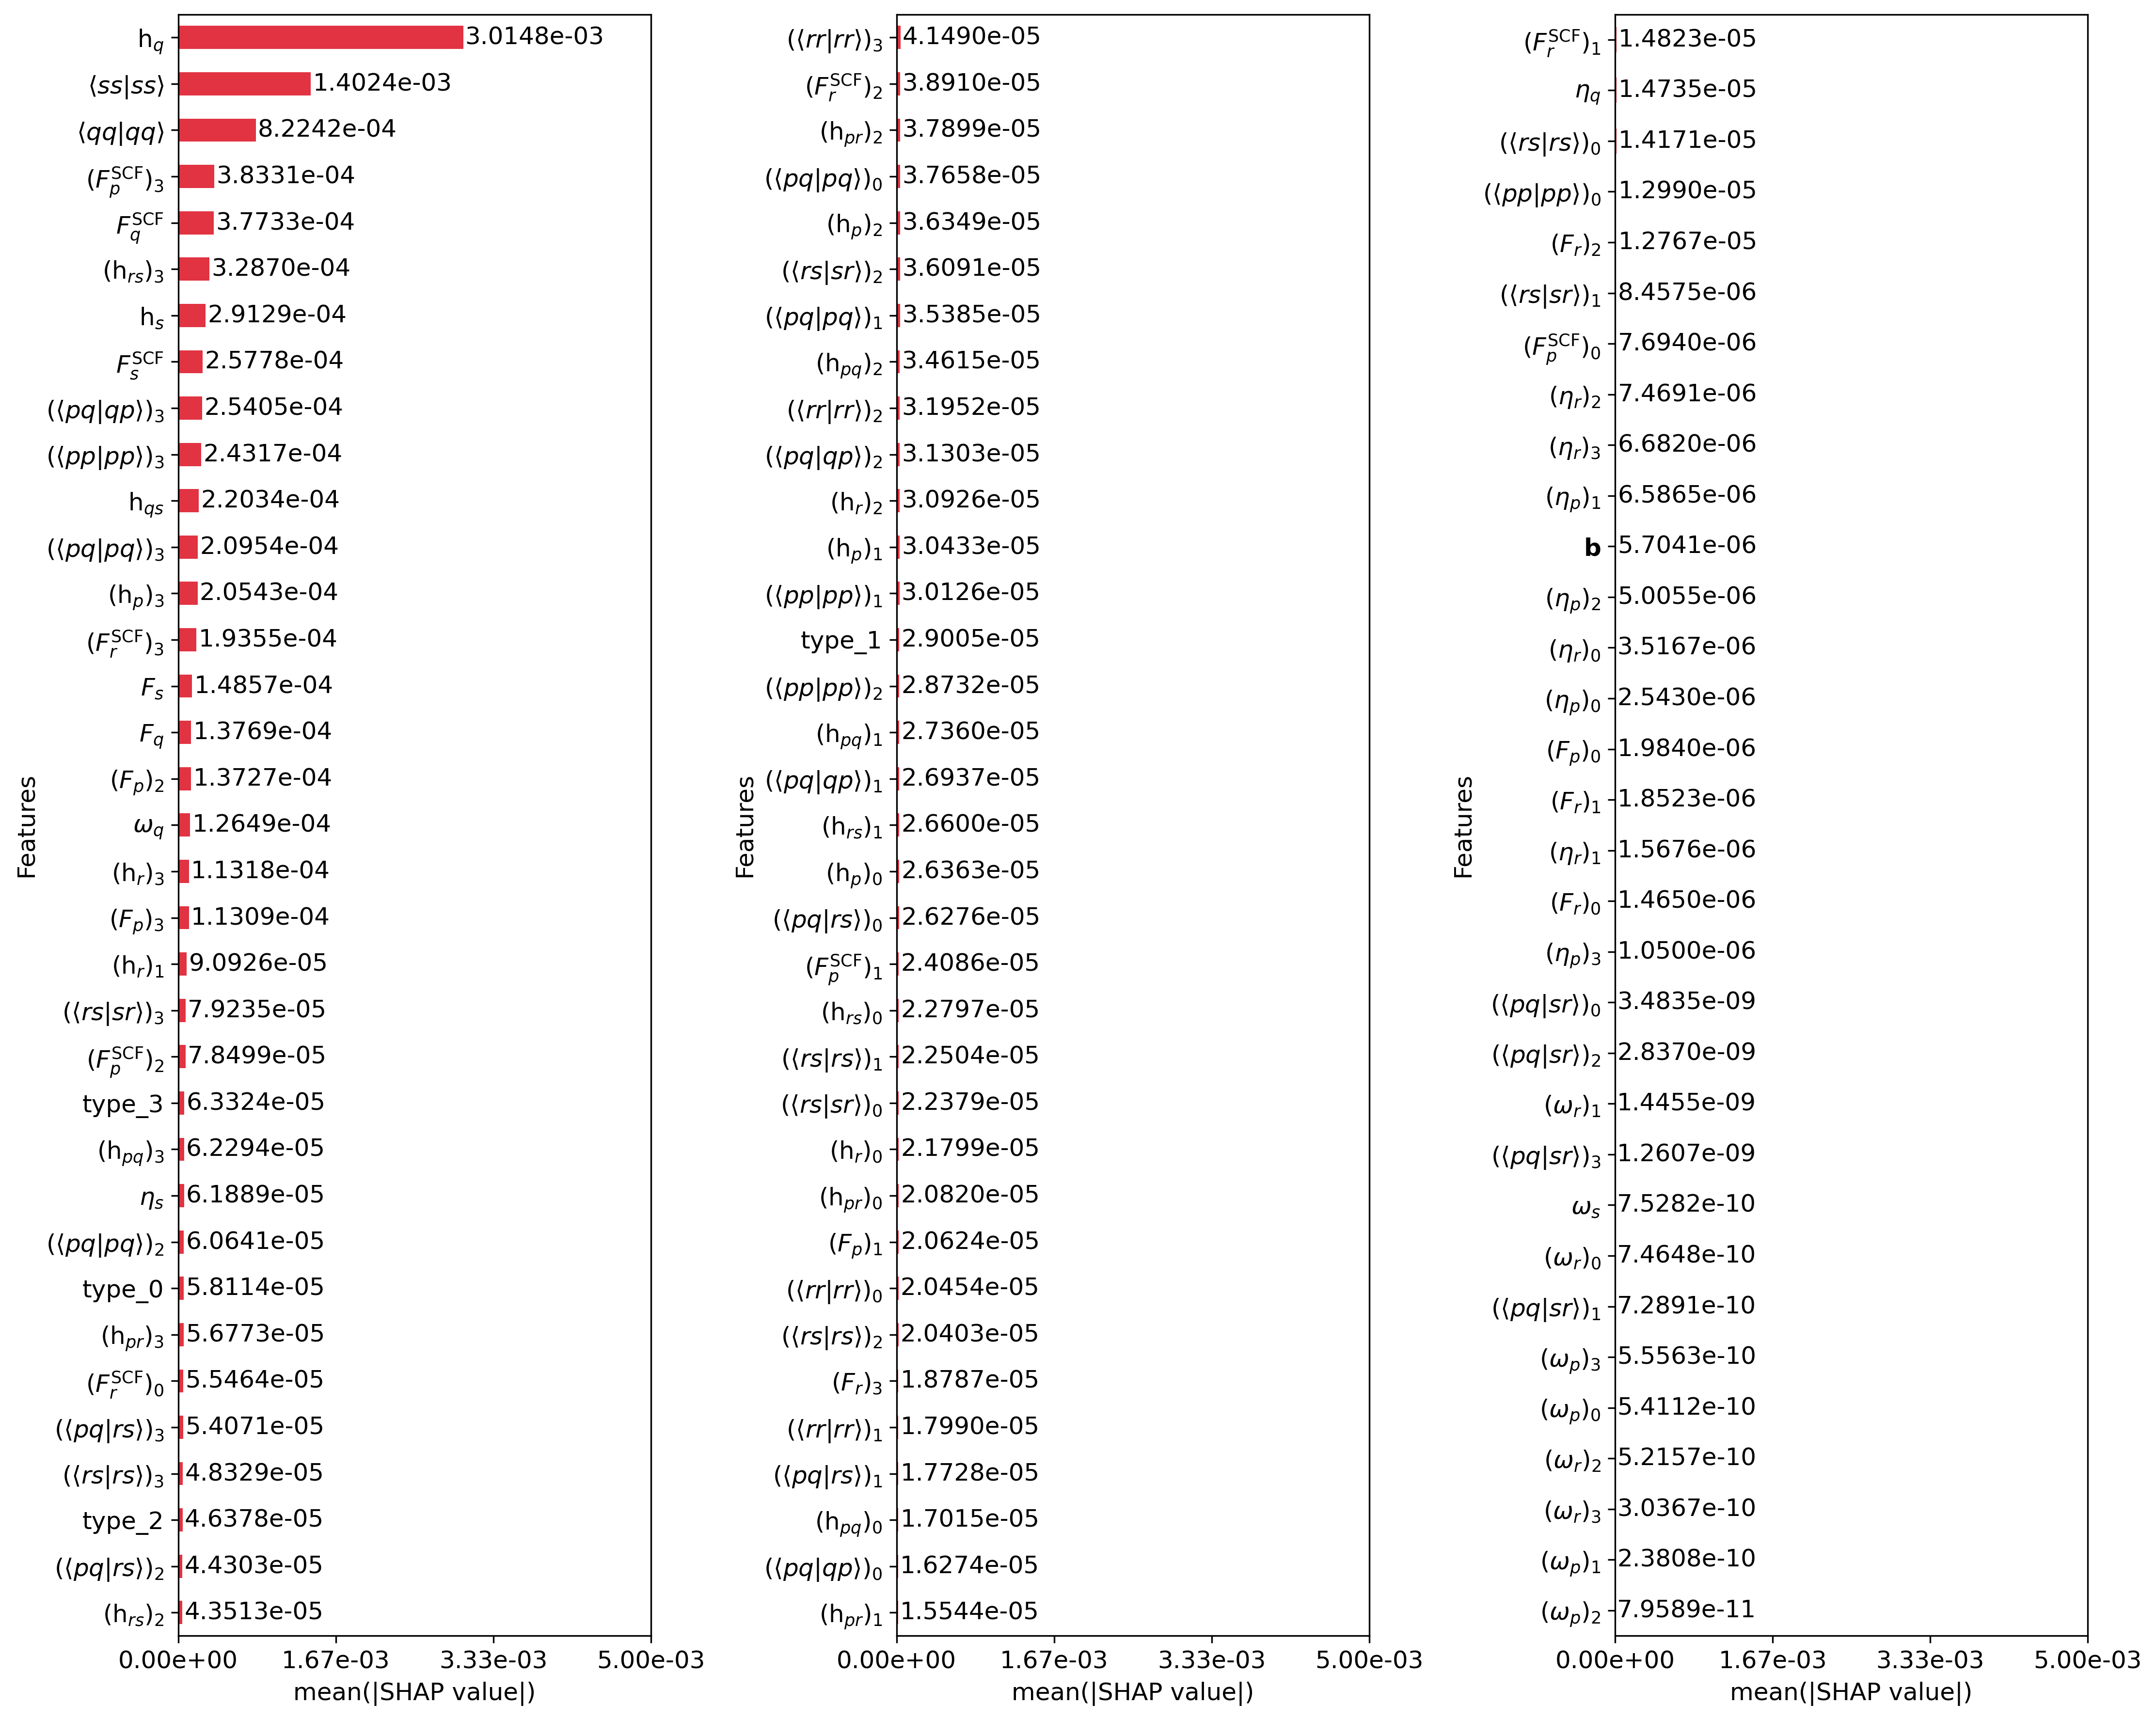 h_q 3.0148e-03
⟨ss|ss⟩ 1.4024e-03
⟨qq|qq⟩ 8.2242e-04
(F_p^SCF)_3 3.8331e-04
F_q^SCF 3.7733e-04
(h_rs)_3 3.2870e-04
h_s 2.9129e-04
F_s^SCF 2.5778e-04
(⟨pq|qp⟩)_3 2.5405e-04
(⟨pp|pp⟩)_3 2.4317e-04
h_qs 2.2034e-04
(⟨pq|pq⟩)_3 2.0954e-04
(h_p)_3 2.0543e-04
(F_r^SCF)_3 1.9355e-04
F_s 1.4857e-04
F_q 1.3769e-04
(F_p)_2 1.3727e-04
ω_q 1.2649e-04
(h_r)_3 1.1318e-04
(F_p)_3 1.1309e-04
(h_r)_1 9.0926e-05
(⟨rs|sr⟩)_3 7.9235e-05
(F_p^SCF)_2 7.8499e-05
type_3 6.3324e-05
(h_pq)_3 6.2294e-05
η_s 6.1889e-05
(⟨pq|pq⟩)_2 6.0641e-05
type_0 5.8114e-05
(h_pr)_3 5.6773e-05
(F_r^SCF)_0 5.5464e-05
(⟨pq|rs⟩)_3 5.4071e-05
(⟨rs|rs⟩)_3 4.8329e-05
type_2 4.6378e-05
(⟨pq|rs⟩)_2 4.4303e-05
(h_rs)_2 4.3513e-05
0.00e+00 1.67e-03 3.33e-03 5.00e-03
mean(|SHAP value|)
Features
(⟨rr|rr⟩)_3 4.1490e-05
(F_r^SCF)_2 3.8910e-05
(h_pr)_2 3.7899e-05
(⟨pq|pq⟩)_0 3.7658e-05
(h_p)_2 3.6349e-05
(⟨rs|sr⟩)_2 3.6091e-05
(⟨pq|pq⟩)_1 3.5385e-05
(h_pq)_2 3.4615e-05
(⟨rr|rr⟩)_2 3.1952e-05
(⟨pq|qp⟩)_2 3.1303e-05
(h_r)_2 3.0926e-05
(h_p)_1 3.0433e-05
(⟨pp|pp⟩)_1 3.0126e-05
type_1 2.9005e-05
(⟨pp|pp⟩)_2 2.8732e-05
(h_pq)_1 2.7360e-05
(⟨pq|qp⟩)_1 2.6937e-05
(h_rs)_1 2.6600e-05
(h_p)_0 2.6363e-05
(⟨pq|rs⟩)_0 2.6276e-05
(F_p^SCF)_1 2.4086e-05
(h_rs)_0 2.2797e-05
(⟨rs|rs⟩)_1 2.2504e-05
(⟨rs|sr⟩)_0 2.2379e-05
(h_r)_0 2.1799e-05
(h_pr)_0 2.0820e-05
(F_p)_1 2.0624e-05
(⟨rr|rr⟩)_0 2.0454e-05
(⟨rs|rs⟩)_2 2.0403e-05
(F_r)_3 1.8787e-05
(⟨rr|rr⟩)_1 1.7990e-05
(⟨pq|rs⟩)_1 1.7728e-05
(h_pq)_0 1.7015e-05
(⟨pq|qp⟩)_0 1.6274e-05
(h_pr)_1 1.5544e-05
0.00e+00 1.67e-03 3.33e-03 5.00e-03
mean(|SHAP value|)
Features
(F_r^SCF)_1 1.4823e-05
η_q 1.4735e-05
(⟨rs|rs⟩)_0 1.4171e-05
(⟨pp|pp⟩)_0 1.2990e-05
(F_r)_2 1.2767e-05
(⟨rs|sr⟩)_1 8.4575e-06
(F_p^SCF)_0 7.6940e-06
(η_r)_2 7.4691e-06
(η_r)_3 6.6820e-06
(η_p)_1 6.5865e-06
b 5.7041e-06
(η_p)_2 5.0055e-06
(η_r)_0 3.5167e-06
(η_p)_0 2.5430e-06
(F_p)_0 1.9840e-06
(F_r)_1 1.8523e-06
(η_r)_1 1.5676e-06
(F_r)_0 1.4650e-06
(η_p)_3 1.0500e-06
(⟨pq|sr⟩)_0 3.4835e-09
(⟨pq|sr⟩)_2 2.8370e-09
(ω_r)_1 1.4455e-09
(⟨pq|sr⟩)_3 1.2607e-09
ω_s 7.5282e-10
(ω_r)_0 7.4648e-10
(⟨pq|sr⟩)_1 7.2891e-10
(ω_p)_3 5.5563e-10
(ω_p)_0 5.4112e-10
(ω_r)_2 5.2157e-10
(ω_r)_3 3.0367e-10
(ω_p)_1 2.3808e-10
(ω_p)_2 7.9589e-11
0.00e+00 1.67e-03 3.33e-03 5.00e-03
mean(|SHAP value|)
Features